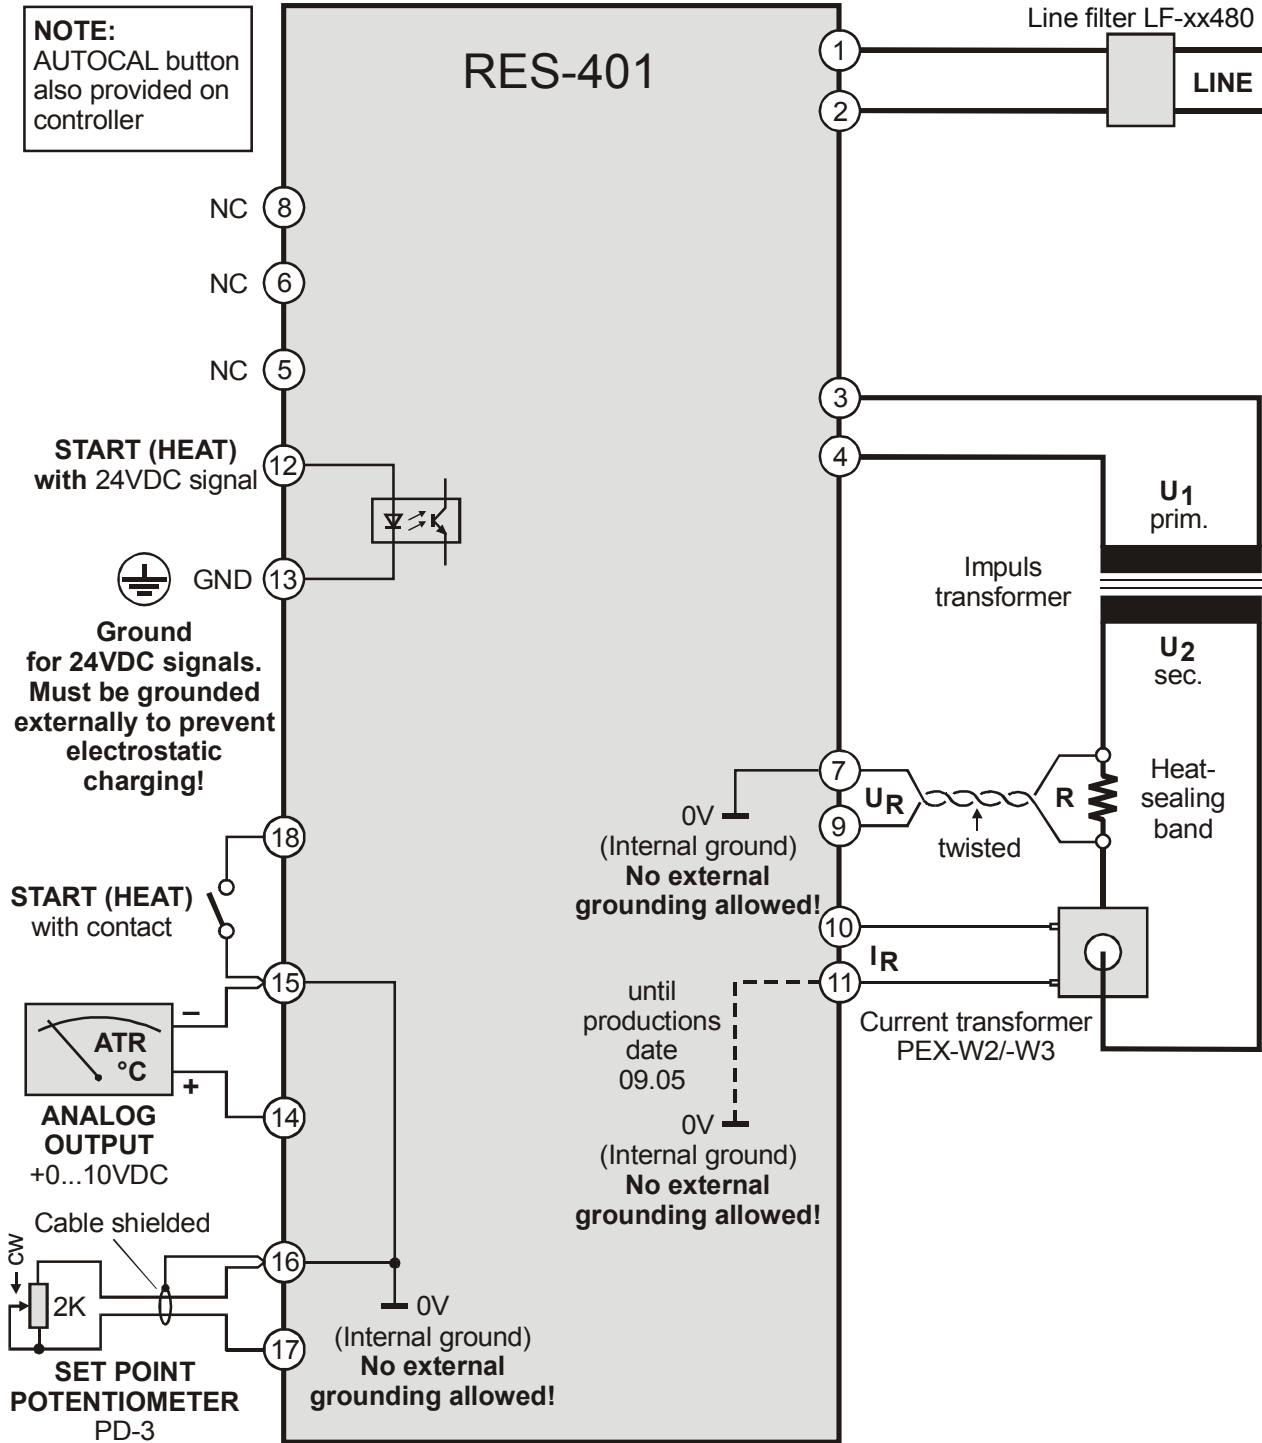 NOTE:
AUTOCAL button
also provided on
controller
RES-401
Line filter LF-xx480
1
LINE
2
NC 8
NC 6
NC 5
3
4
START (HEAT)
with 24VDC signal
12
U1
prim.
Impuls
transformer
GND 13
Ground
for 24VDC signals.
Must be grounded
externally to prevent
electrostatic
charging!
U2
sec.
7
UR
R
Heat-
sealing
band
9
twisted
0V
(Internal ground)
No external
grounding allowed!
18
START (HEAT)
with contact
10
IR
11
15
until
productions
date
09.05
Current transformer
PEX-W2/-W3
–
ATR
°C
+
14
ANALOG
OUTPUT
+0...10VDC
0V
(Internal ground)
No external
grounding allowed!
Cable shielded
16
CW
2K
17
0V
(Internal ground)
No external
grounding allowed!
SET POINT
POTENTIOMETER
PD-3